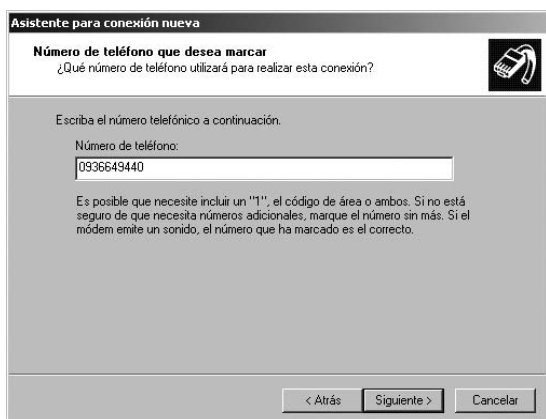 Asistente para conexión nueva
Número de teléfono que desea marcar
¿Qué número de teléfono utilizará para realizar esta conexión?
Escriba el número telefónico a continuación.
Número de teléfono:
0936649440
Es posible que necesite incluir un "1", el código de área o ambos. Si no está
seguro de que necesita números adicionales, marque el número sin más. Si el
módem emite un sonido, el número que ha marcado es el correcto.
< Atrás
Siguiente >
Cancelar